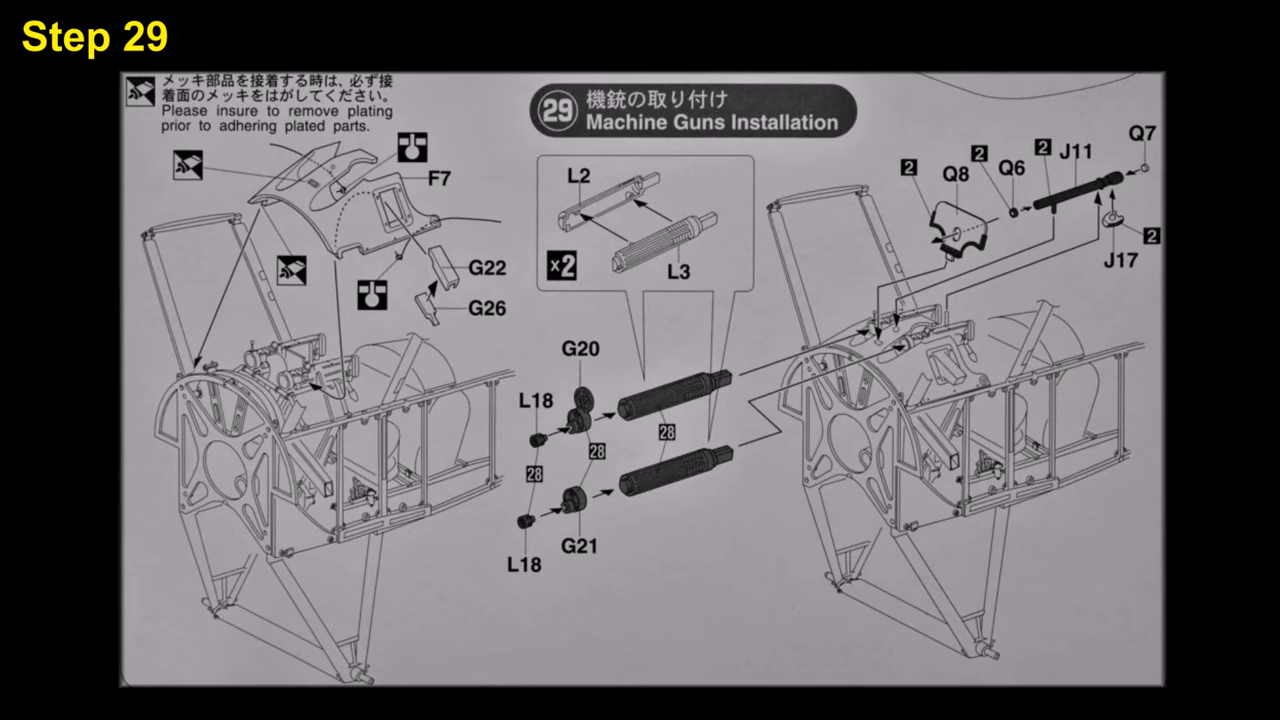 Step 29
メッキ部品を接着する時は、必ず接
着面のメッキをはがしてください。
Please insure to remove plating
prior to adhering plated parts.
29 機銃の取り付け
Machine Guns Installation
F7
G22
G26
L2
L3
x2
G20
L18
28
28
28
L18
G21
2
Q8
2
Q6
2
J11
Q7
2
J17